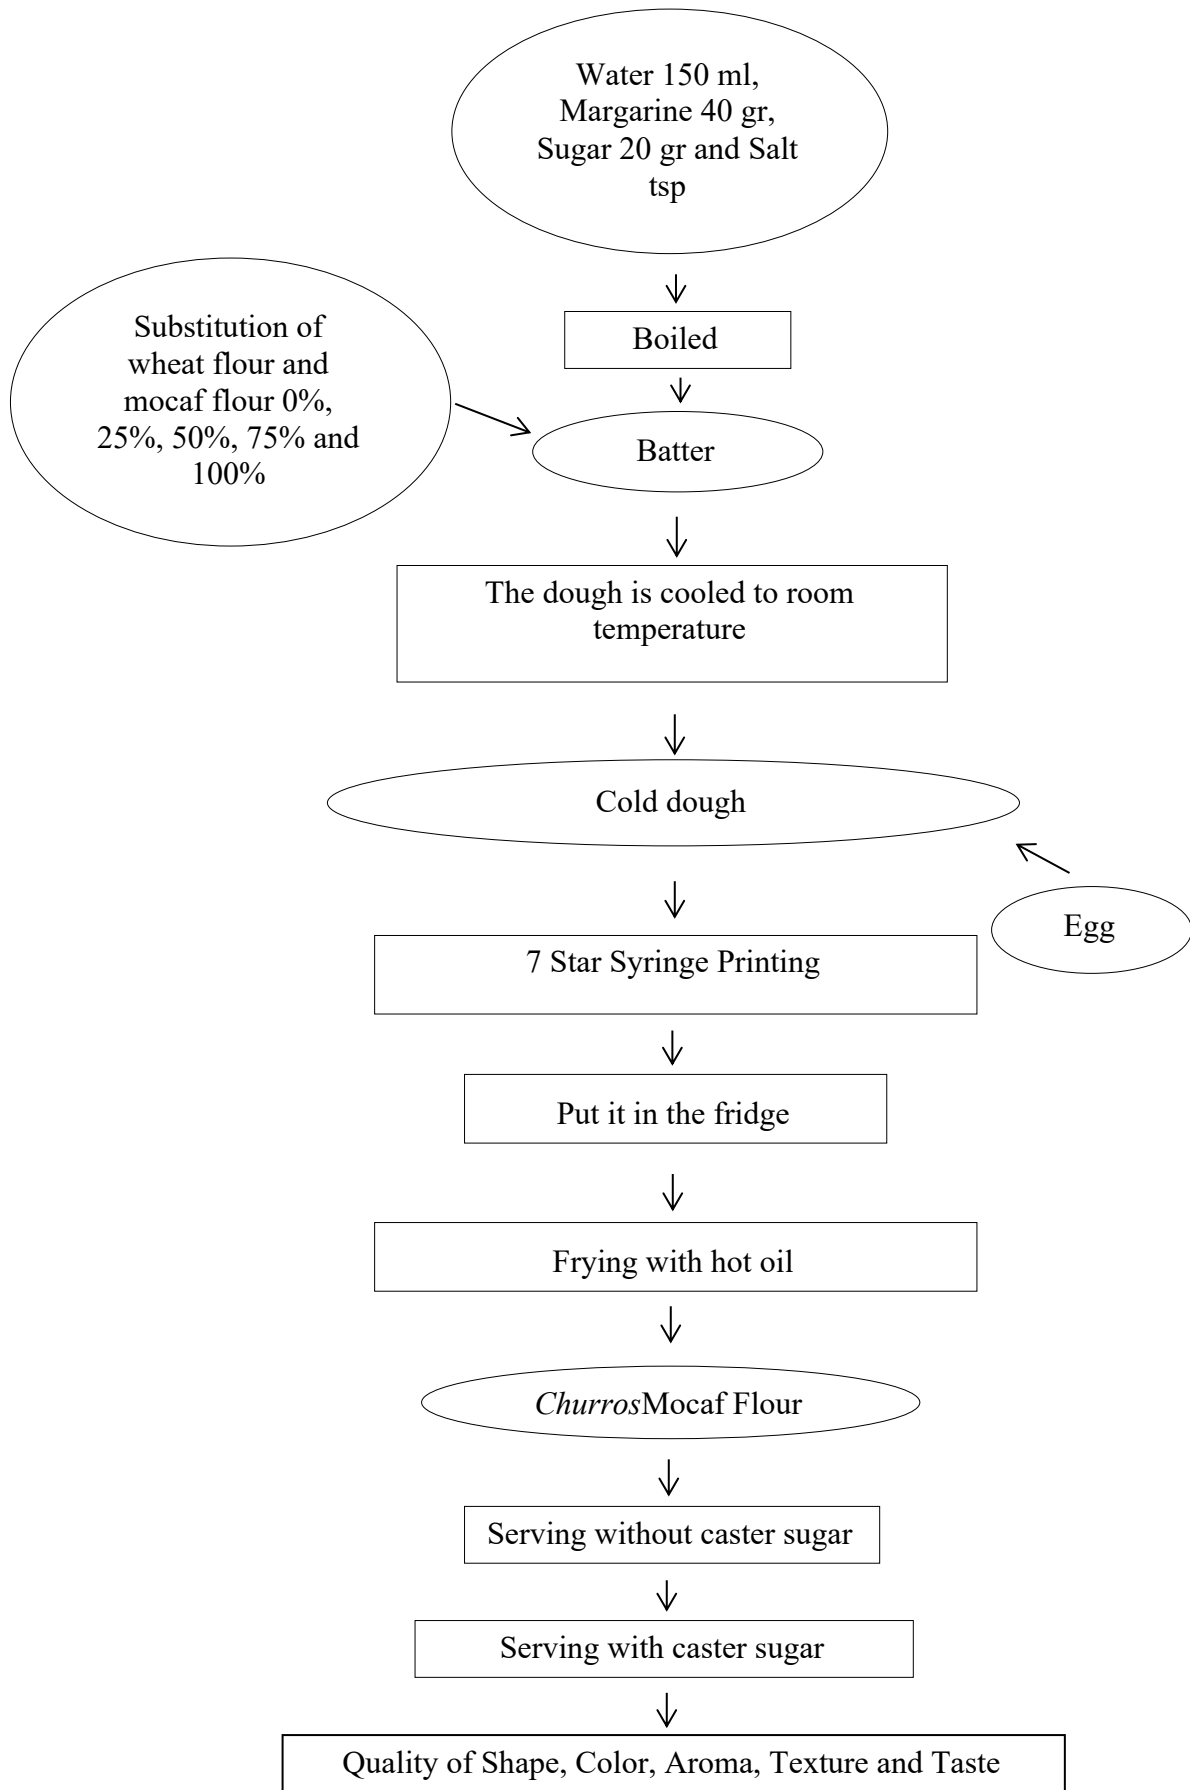 Water 150 ml,
Margarine 40 gr,
Sugar 20 gr and Salt
tsp
Boiled
Substitution of
wheat flour and
mocaf flour 0%,
25%, 50%, 75% and
100%
Batter
The dough is cooled to room
temperature
Cold dough
Egg
7 Star Syringe Printing
Put it in the fridge
Frying with hot oil
ChurrosMocaf Flour
Serving without caster sugar
Serving with caster sugar
Quality of Shape, Color, Aroma, Texture and Taste